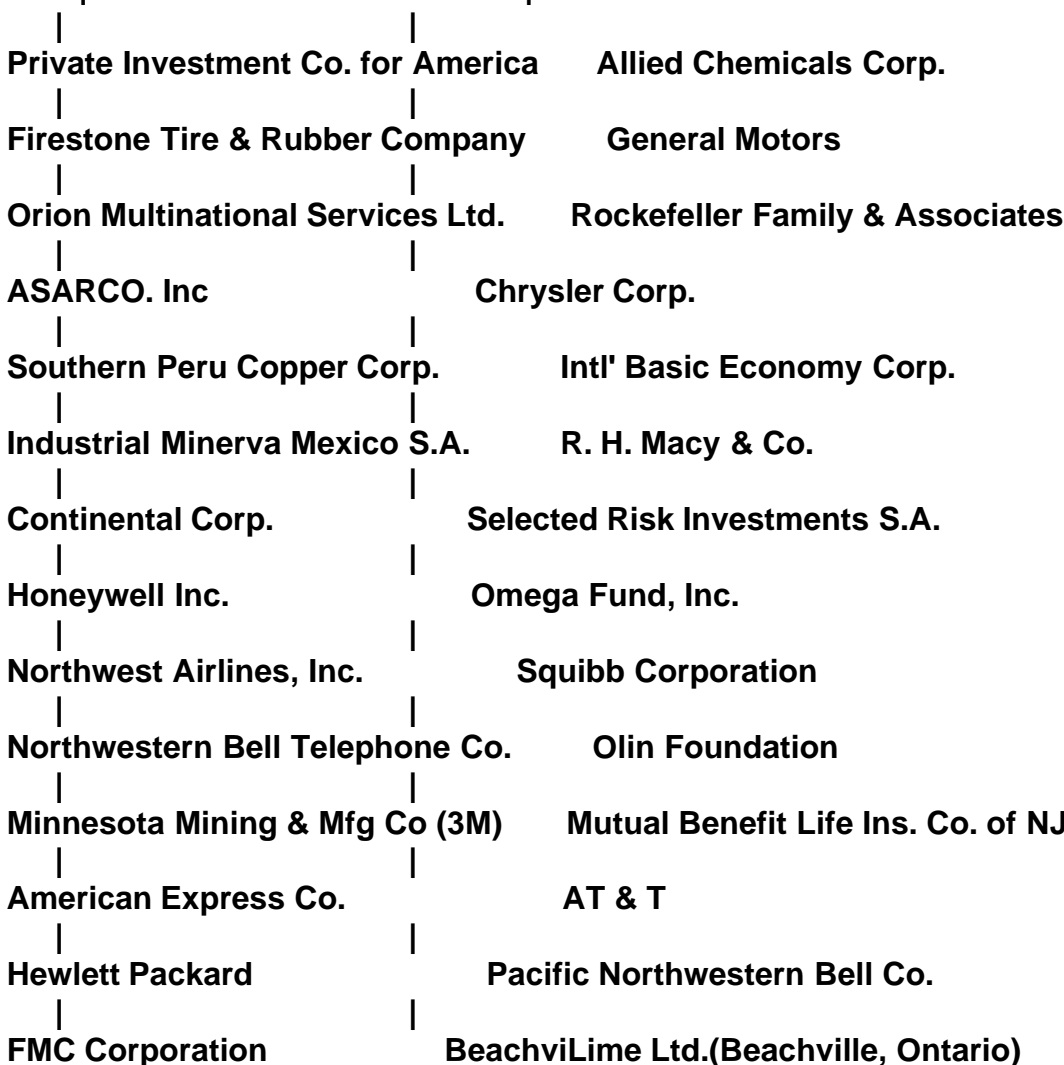 | |
Private Investment Co. for America Allied Chemicals Corp.
| |
Firestone Tire & Rubber Company General Motors
| |
Orion Multinational Services Ltd. Rockefeller Family & Associates
| |
ASARCO. Inc Chrysler Corp.
| |
Southern Peru Copper Corp. Intl' Basic Economy Corp.
| |
Industrial Minerva Mexico S.A. R. H. Macy & Co.
| |
Continental Corp. Selected Risk Investments S.A.
| |
Honeywell Inc. Omega Fund, Inc.
| |
Northwest Airlines, Inc. Squibb Corporation
| |
Northwestern Bell Telephone Co. Olin Foundation
| |
Minnesota Mining & Mfg Co (3M) Mutual Benefit Life Ins. Co. of NJ
| |
American Express Co. AT & T
| |
Hewlett Packard Pacific Northwestern Bell Co.
| |
FMC Corporation BeachviLime Ltd.(Beachville, Ontario)